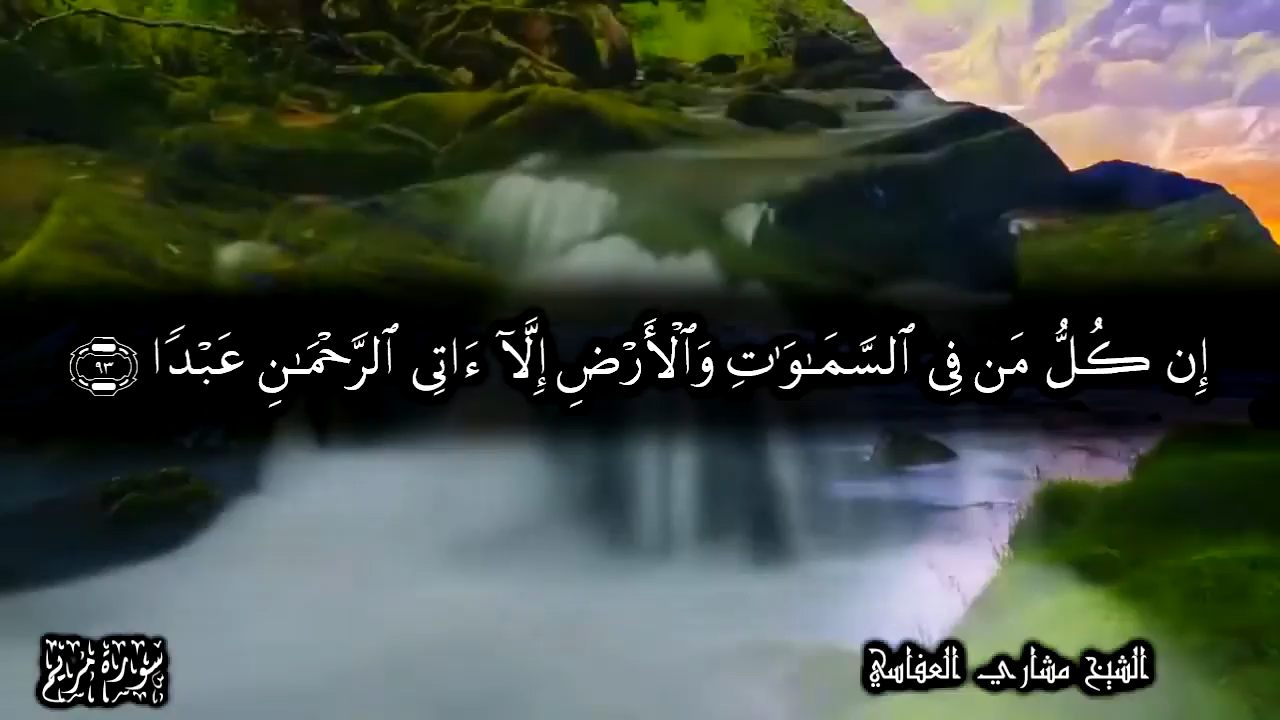 إِن كُلُّ مَن فِى ٱلسَّمَـٰوَٰتِ وَٱلْأَرْضِ إِلَّآ ءَاتِى ٱلرَّحْمَـٰنِ عَبْدًا ٩٣
سورة مريم
الشيخ مشاري العفاسي